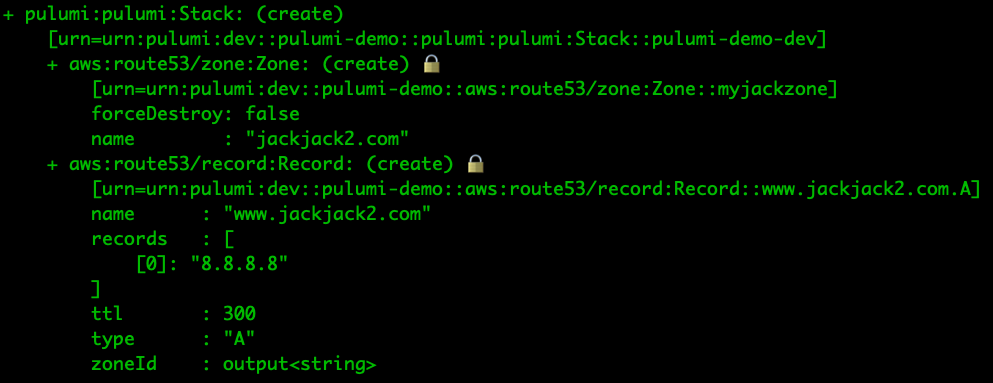 + pulumi:pulumi:Stack: (create)
    [urn=urn:pulumi:dev::pulumi-demo::pulumi:pulumi:Stack::pulumi-demo-dev]
    + aws:route53/zone:Zone: (create) 🔒
        [urn=urn:pulumi:dev::pulumi-demo::aws:route53/zone:Zone::myjackzone]
        forceDestroy: false
        name        : "jackjack2.com"
    + aws:route53/record:Record: (create) 🔒
        [urn=urn:pulumi:dev::pulumi-demo::aws:route53/record:Record::www.jackjack2.com.A]
        name      : "www.jackjack2.com"
        records   : [
            [0]: "8.8.8.8"
        ]
        ttl       : 300
        type      : "A"
        zoneId    : output<string>